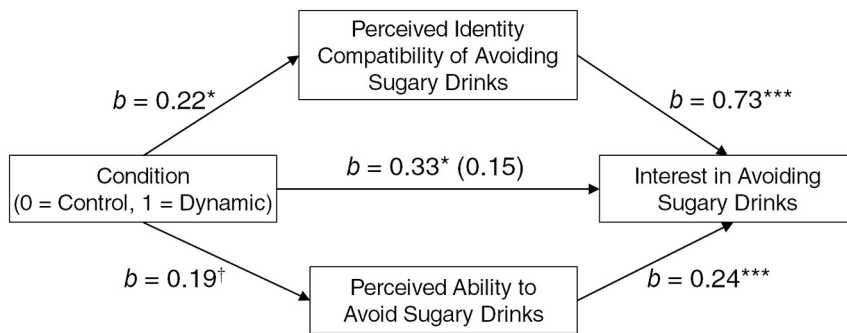 Perceived Identity
Compatibility of Avoiding
Sugary Drinks
b = 0.22*
b = 0.73***
Condition
(0 = Control, 1 = Dynamic)
b = 0.33* (0.15)
Interest in Avoiding
Sugary Drinks
b = 0.19†
b = 0.24***
Perceived Ability to
Avoid Sugary Drinks